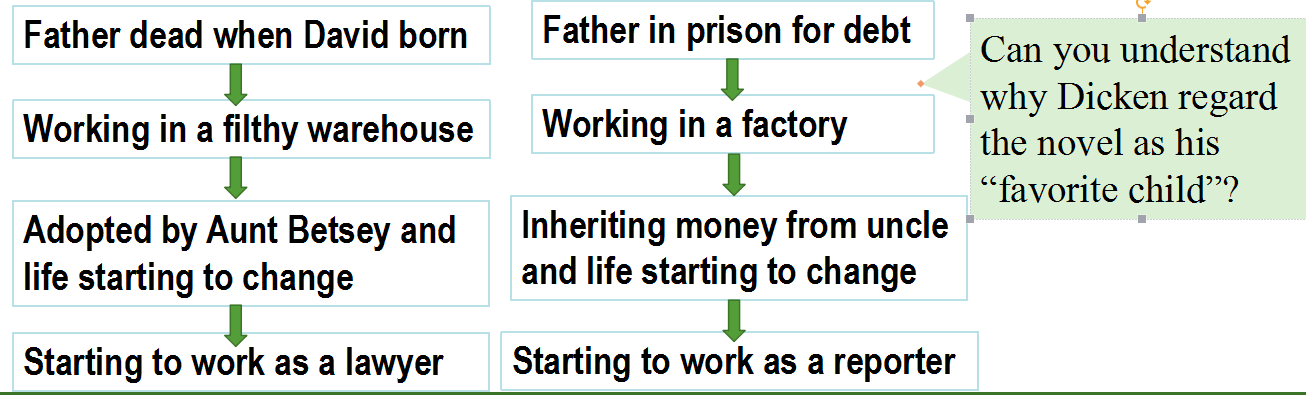 Father dead when David born
Working in a filthy warehouse
Adopted by Aunt Betsey and
life starting to change
Starting to work as a lawyer
Father in prison for debt
Working in a factory
Inheriting money from uncle
and life starting to change
Starting to work as a reporter
Can you understand
why Dicken regard
the novel as his
“favorite child”?